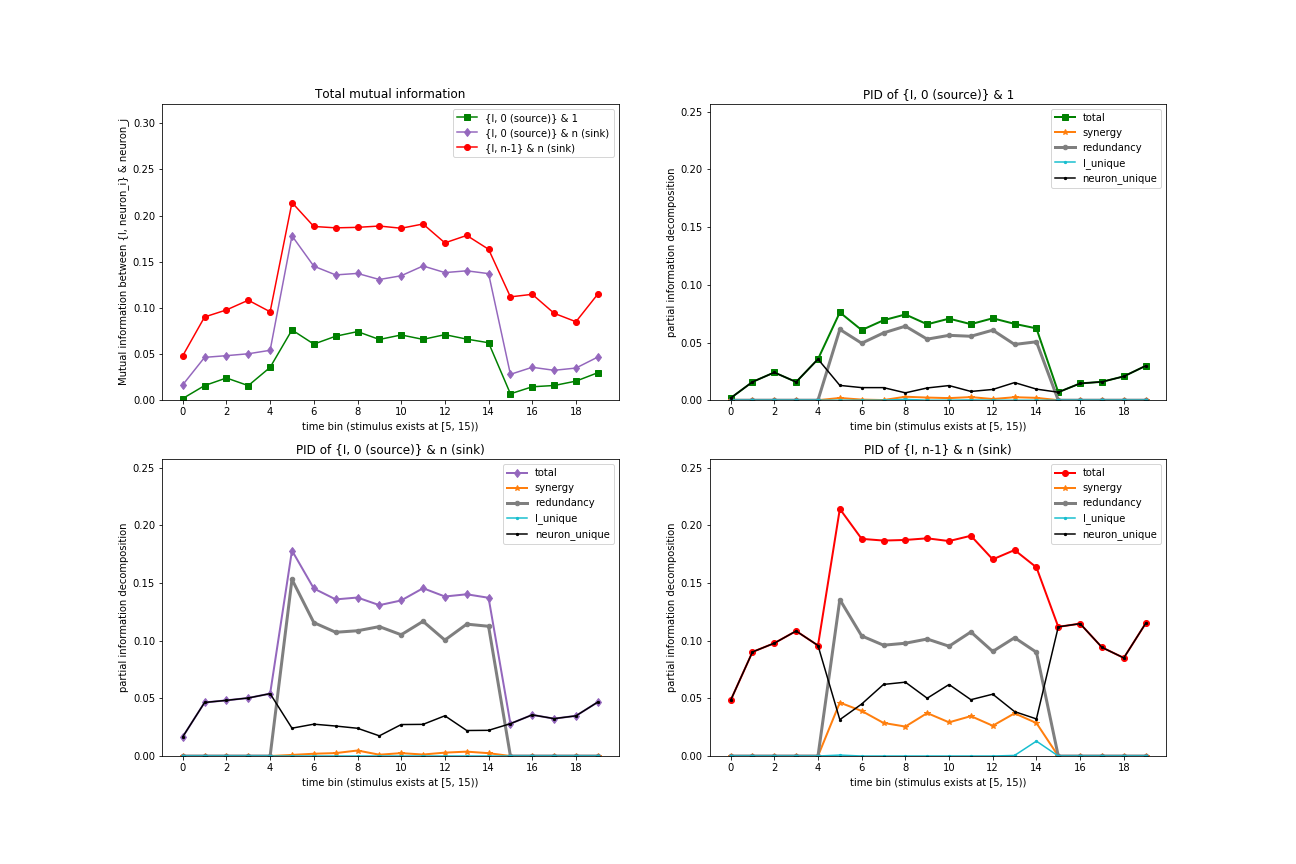 Total mutual information
Mutual information between {I, neuron_i} & neuron_j
0.30
0.25
0.20
0.15
0.10
0.05
0.00
{I, 0 (source)} & 1
{I, 0 (source)} & n (sink)
{I, n-1} & n (sink)
0 2 4 6 8 10 12 14 16 18
time bin (stimulus exists at [5, 15))
PID of {I, 0 (source)} & 1
partial information decomposition
0.25
0.20
0.15
0.10
0.05
0.00
total
synergy
redundancy
I_unique
neuron_unique
0 2 4 6 8 10 12 14 16 18
time bin (stimulus exists at [5, 15))
PID of {I, 0 (source)} & n (sink)
partial information decomposition
0.25
0.20
0.15
0.10
0.05
0.00
total
synergy
redundancy
I_unique
neuron_unique
0 2 4 6 8 10 12 14 16 18
time bin (stimulus exists at [5, 15))
PID of {I, n-1} & n (sink)
partial information decomposition
0.25
0.20
0.15
0.10
0.05
0.00
total
synergy
redundancy
I_unique
neuron_unique
0 2 4 6 8 10 12 14 16 18
time bin (stimulus exists at [5, 15))